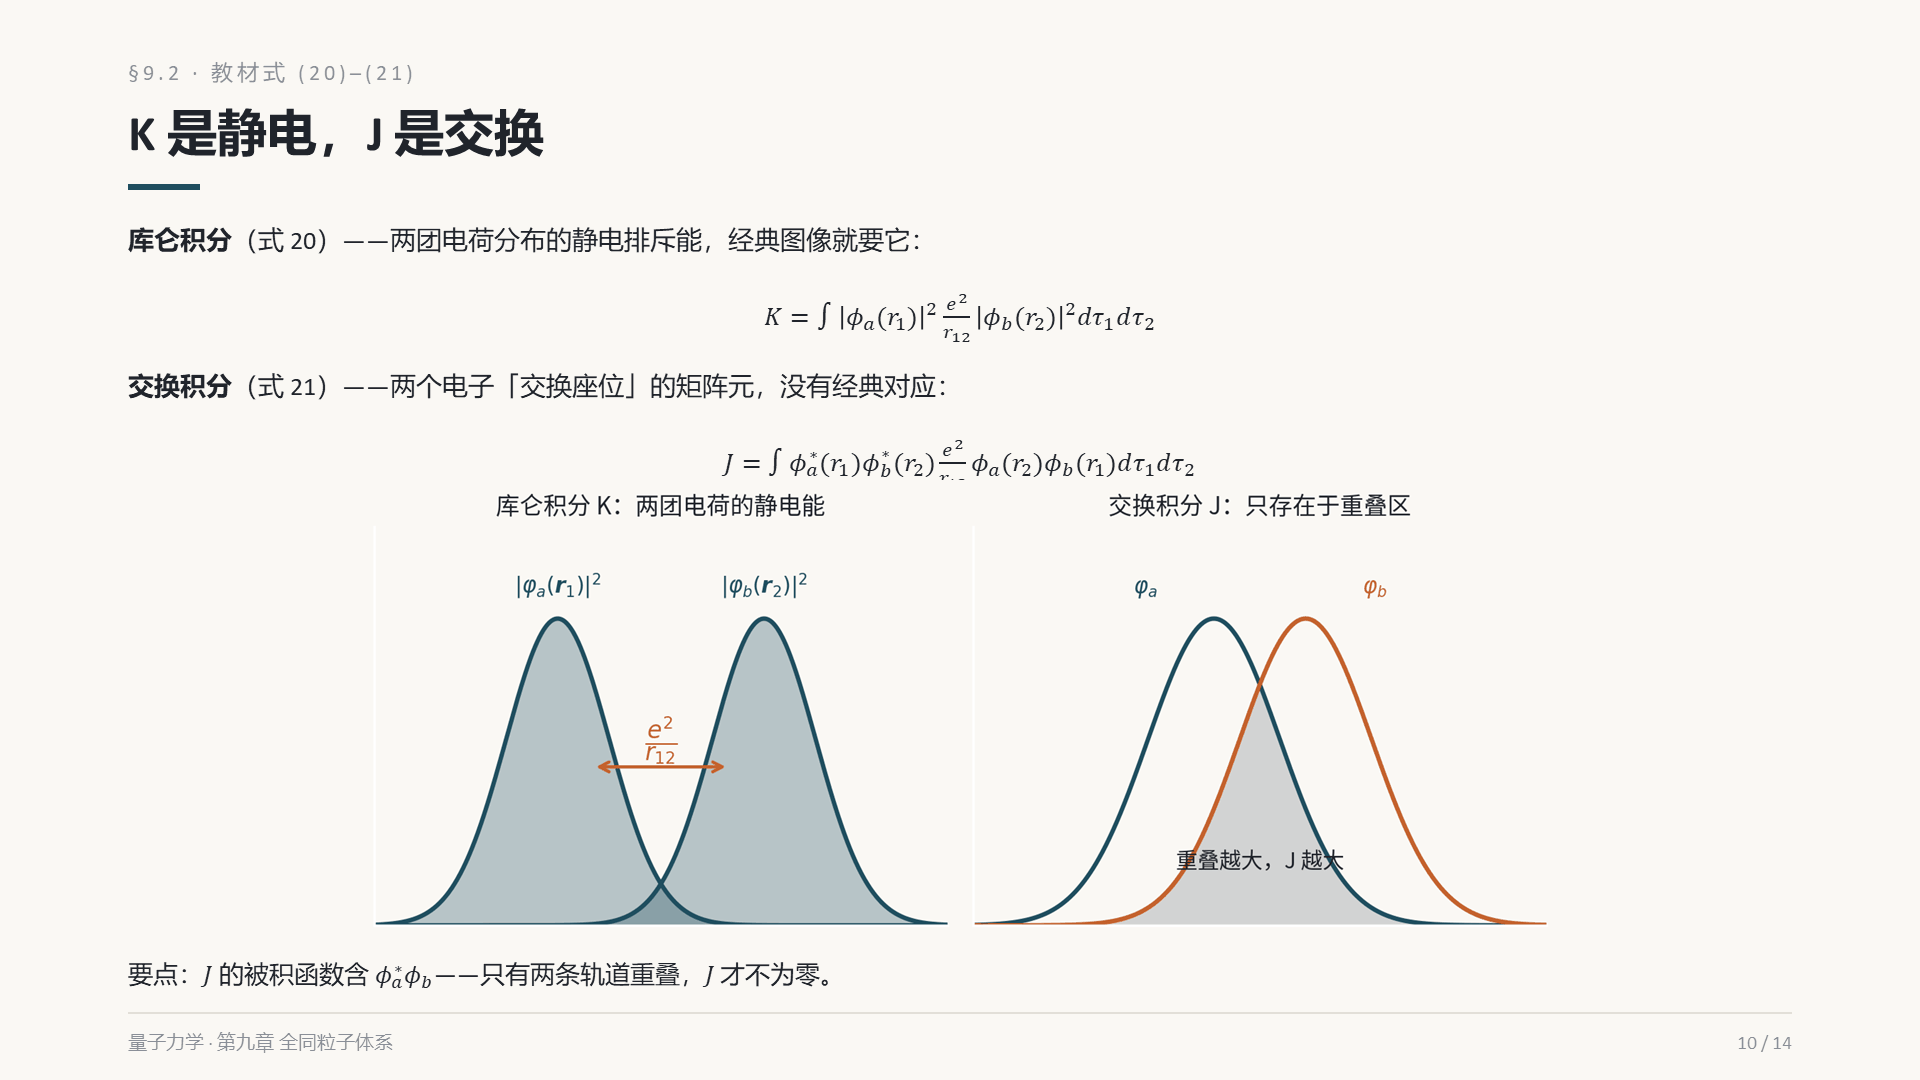 §9.2 · 教材式 (20)–(21)
K 是静电，J 是交换
库仑积分（式 20）——两团电荷分布的静电排斥能，经典图像就要它：
K = ∫ |ϕ_a(r_1)|^2 e^2/r_12 |ϕ_b(r_2)|^2 dτ_1dτ_2
交换积分（式 21）——两个电子「交换座位」的矩阵元，没有经典对应：
J = ∫ ϕ_a^*(r_1)ϕ_b^*(r_2) e^2/r_12 ϕ_a(r_2)ϕ_b(r_1)dτ_1dτ_2
库仑积分 K：两团电荷的静电能
|φ_a(r_1)|^2
|φ_b(r_2)|^2
e^2/r_12
交换积分 J：只存在于重叠区
φ_a
φ_b
重叠越大，J 越大
要点：J 的被积函数含 ϕ_a^*ϕ_b——只有两条轨道重叠，J 才不为零。
量子力学 · 第九章 全同粒子体系
10 / 14